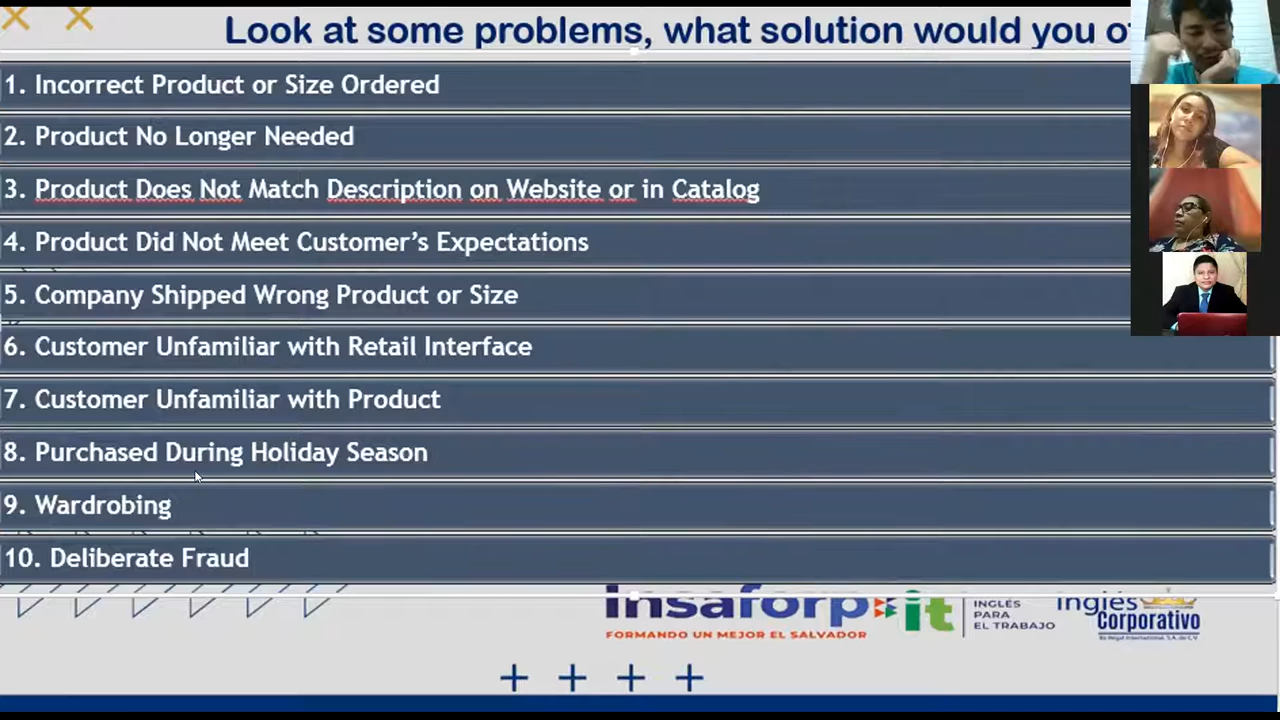 Look at some problems, what solution would you
1. Incorrect Product or Size Ordered
2. Product No Longer Needed
3. Product Does Not Match Description on Website or in Catalog
4. Product Did Not Meet Customer’s Expectations
5. Company Shipped Wrong Product or Size
6. Customer Unfamiliar with Retail Interface
7. Customer Unfamiliar with Product
8. Purchased During Holiday Season
9. Wardrobing
10. Deliberate Fraud
insaforp
FORMANDO UN MEJOR EL SALVADOR
it
INGLÉS
PARA
EL TRABAJO
Inglés
Corporativo